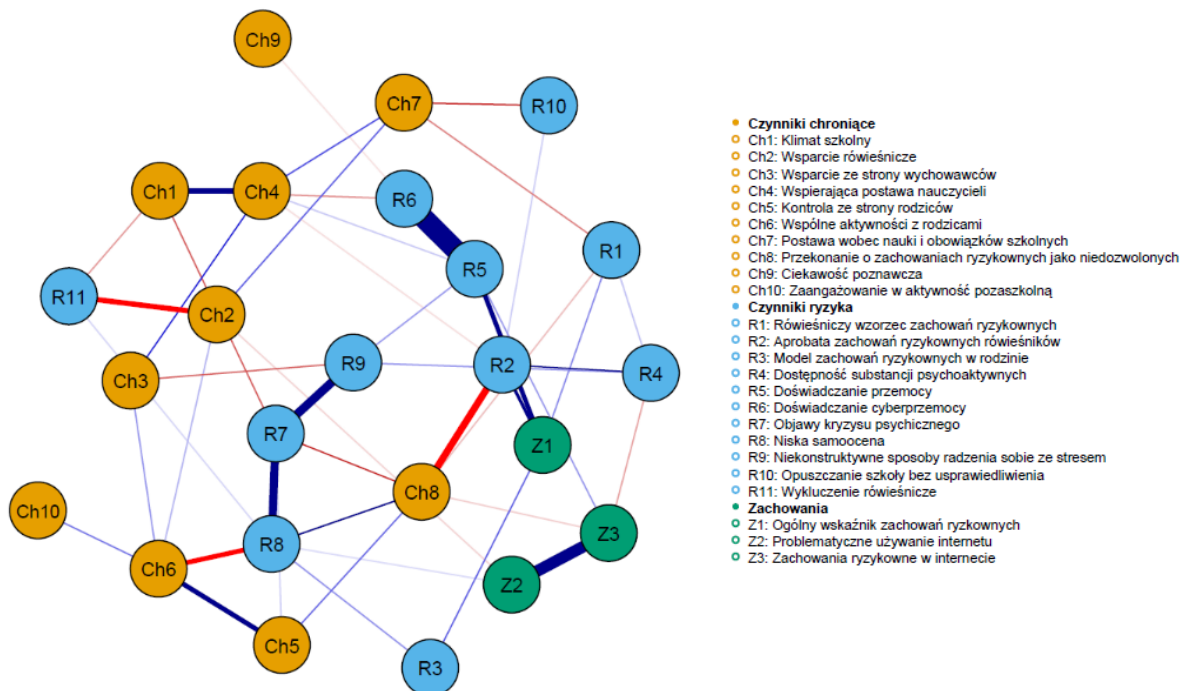 Ch9
Ch7
R10
Ch1
Ch4
R6
R1
R5
R11
Ch2
R9
R2
R4
Ch3
R7
Z1
Ch8
Ch10
Z3
R8
Ch6
Z2
Ch5
R3
Czynniki chroniące
Ch1: Klimat szkolny
Ch2: Wsparcie rówieśnicze
Ch3: Wsparcie ze strony wychowawców
Ch4: Wspierająca postawa nauczycieli
Ch5: Kontrola ze strony rodziców
Ch6: Wspólne aktywności z rodzicami
Ch7: Postawa wobec nauki i obowiązków szkolnych
Ch8: Przekonanie o zachowaniach ryzykownych jako niedozwolonych
Ch9: Ciekawość poznawcza
Ch10: Zaangażowanie w aktywność pozaszkolną
Czynniki ryzyka
R1: Rówieśniczy wzorzec zachowań ryzykownych
R2: Aprobata zachowań ryzykownych rówieśników
R3: Model zachowań ryzykownych w rodzinie
R4: Dostępność substancji psychoaktywnych
R5: Doświadczanie przemocy
R6: Doświadczanie cyberprzemocy
R7: Objawy kryzysu psychicznego
R8: Niska samoocena
R9: Niekonstruktywne sposoby radzenia sobie ze stresem
R10: Opuszczanie szkoły bez usprawiedliwienia
R11: Wykluczenie rówieśnicze
Zachowania
Z1: Ogólny wskaźnik zachowań ryzkownych
Z2: Problematyczne używanie internetu
Z3: Zachowania ryzykowne w internecie